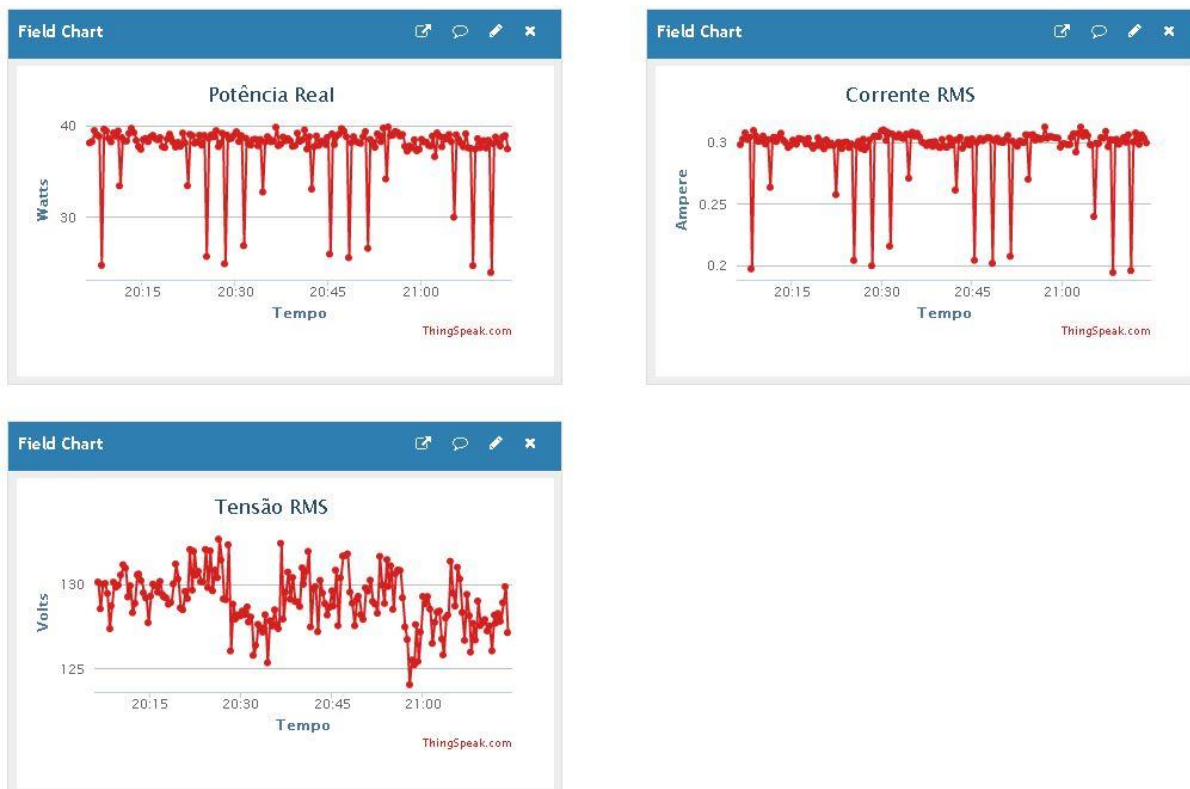 Field Chart
Potência Real
40
30
Watts
20:15 20:30 20:45 21:00
Tempo
ThingSpeak.com
Field Chart
Corrente RMS
0.3
0.25
0.2
Ampere
20:15 20:30 20:45 21:00
Tempo
ThingSpeak.com
Field Chart
Tensão RMS
130
125
Volts
20:15 20:30 20:45 21:00
Tempo
ThingSpeak.com